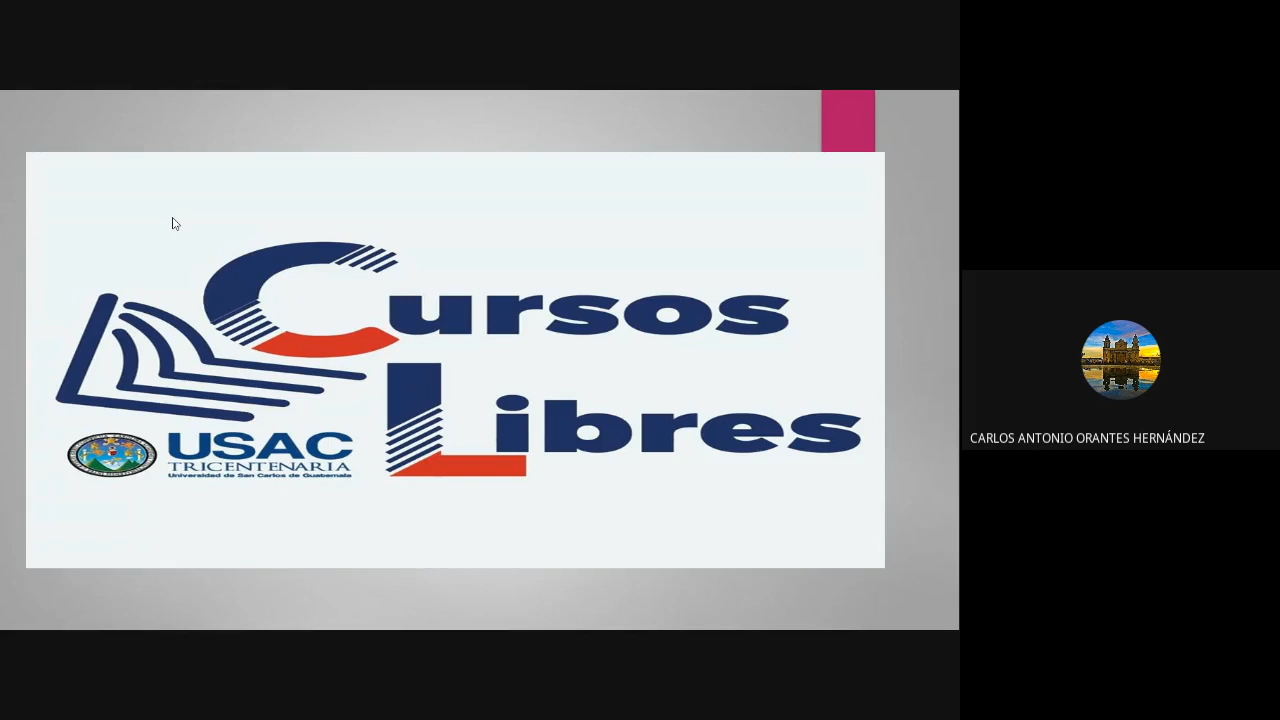 Cursos
Libres
USAC
TRICENTENARIA
Universidad de San Carlos de Guatemala
CARLOS ANTONIO ORANTES HERNÁNDEZ